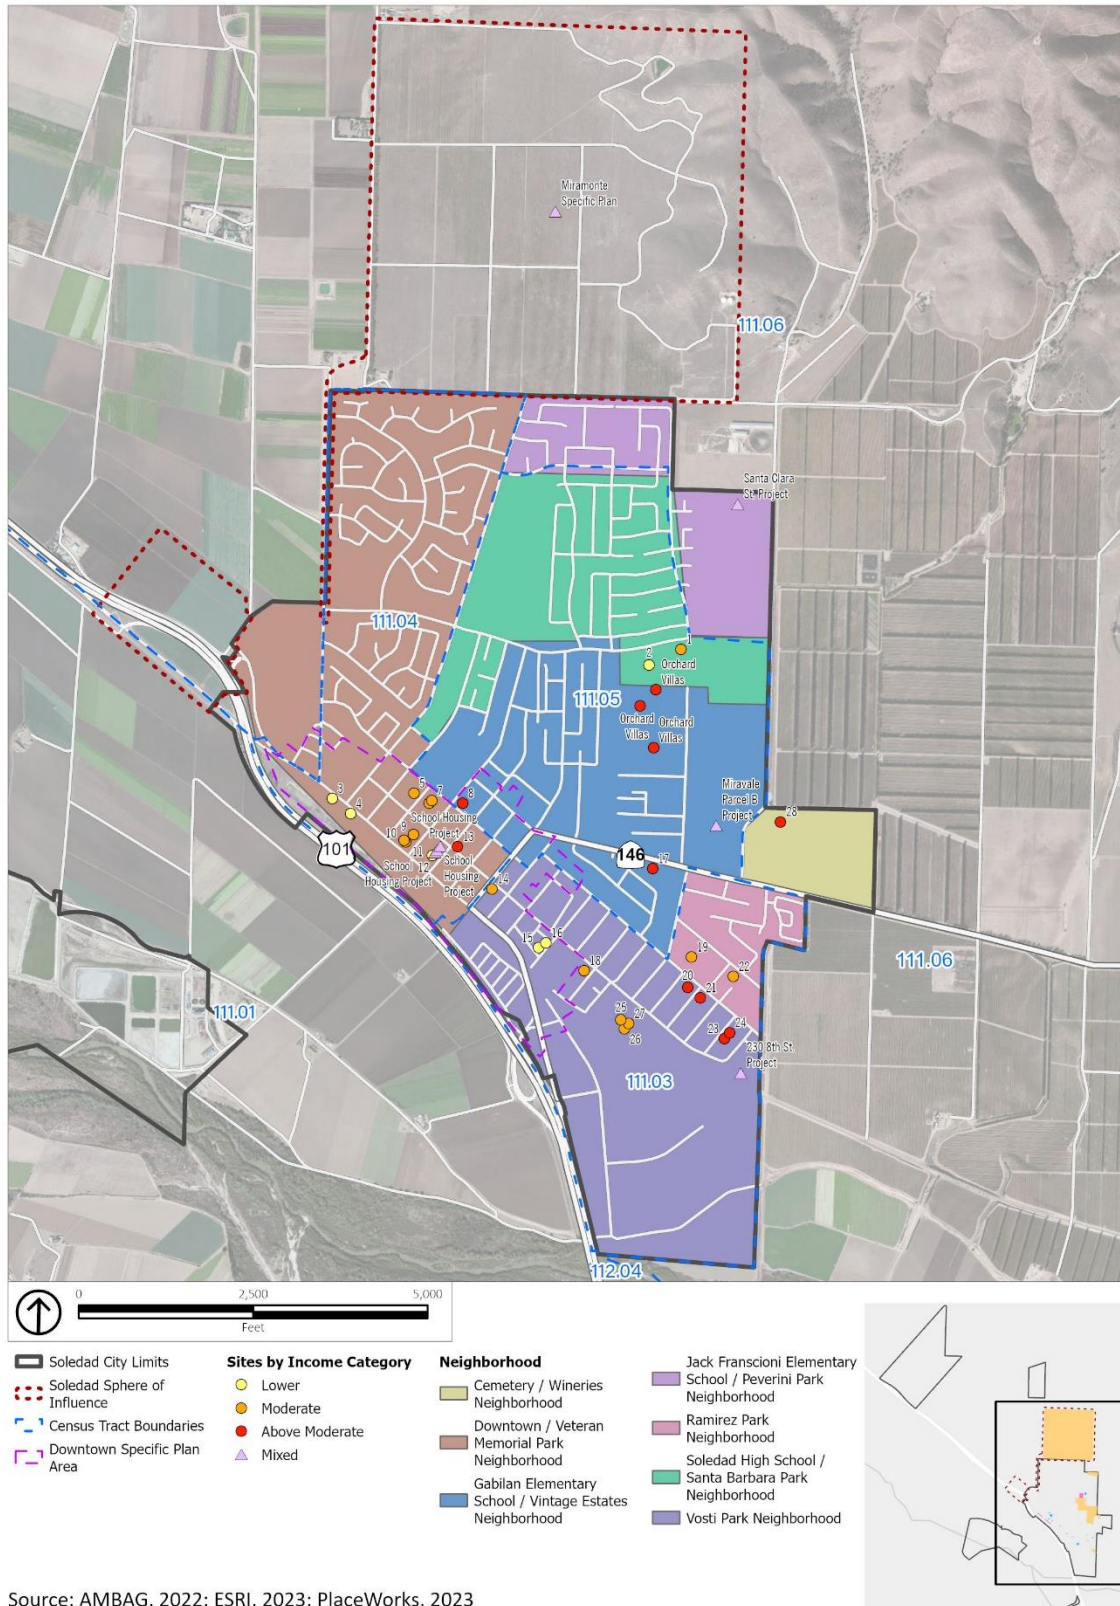 Miramonte
Specific Plan
111.06
Santa Clara
St. Project
111.04
1
2
Orchard
Villas
111.05
Orchard
Villas
Orchard
Villas
3
4
5
7
8
School Housing
Project
9
10
11
12
13
School
Housing Project
School
Housing
Project
101
14
Miravale
Parcel B
Project
28
146
17
15
16
18
19
20
21
22
111.06
111.01
25
27
26
23
24
230 8th St.
Project
111.03
112.04
0
2,500
5,000
Feet
Soledad City Limits
Soledad Sphere of
Influence
Census Tract Boundaries
Downtown Specific Plan
Area
Sites by Income Category
Lower
Moderate
Above Moderate
Mixed
Neighborhood
Cemetery / Wineries
Neighborhood
Downtown / Veteran
Memorial Park
Neighborhood
Gabilan Elementary
School / Vintage Estates
Neighborhood
Jack Franscioni Elementary
School / Peverini Park
Neighborhood
Ramirez Park
Neighborhood
Soledad High School /
Santa Barbara Park
Neighborhood
Vosti Park Neighborhood
Source: AMBAG, 2022; ESRI, 2023; PlaceWorks, 2023